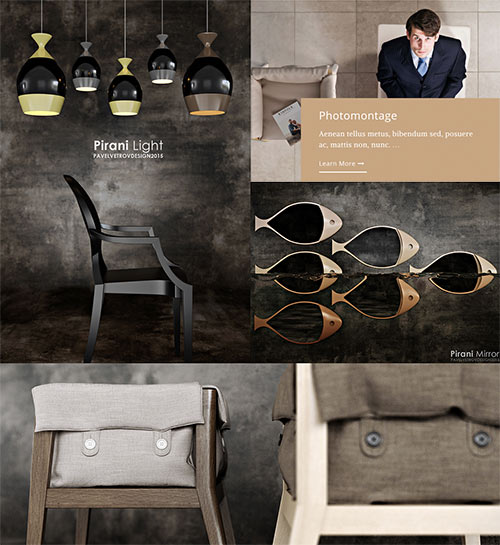 Pirani Light
PAVELVETROVDESIGN2015
Photomontage
Aenean tellus metus, bibendum sed, posuere
ac, mattis non, nunc. …
Learn More
Pirani Mirror
PAVELVETROVDESIGN2015